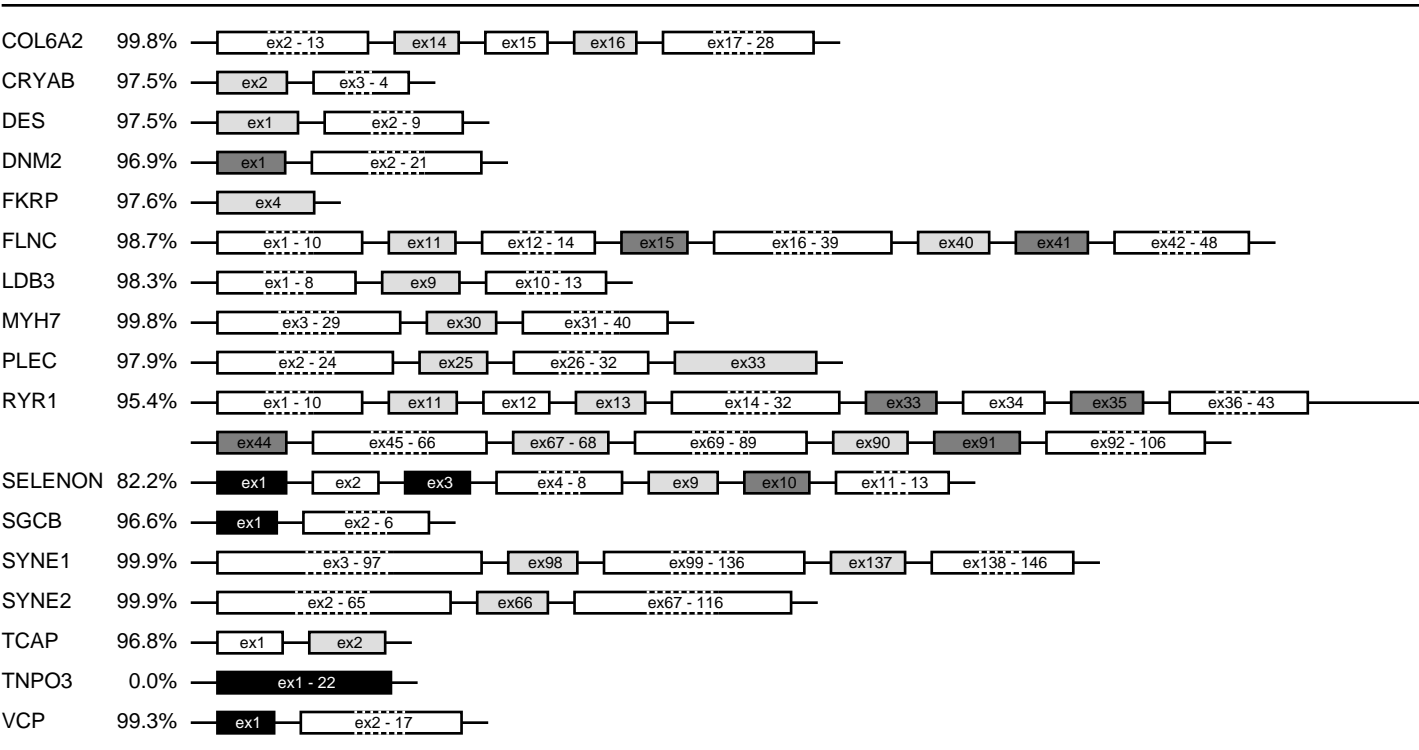 COL6A2 99.8% ex2 - 13 ex14 ex15 ex16 ex17 - 28
CRYAB 97.5% ex2 ex3 - 4
DES 97.5% ex1 ex2 - 9
DNM2 96.9% ex1 ex2 - 21
FKRP 97.6% ex4
FLNC 98.7% ex1 - 10 ex11 ex12 - 14 ex15 ex16 - 39 ex40 ex41 ex42 - 48
LDB3 98.3% ex1 - 8 ex9 ex10 - 13
MYH7 99.8% ex3 - 29 ex30 ex31 - 40
PLEC 97.9% ex2 - 24 ex25 ex26 - 32 ex33
RYR1 95.4% ex1 - 10 ex11 ex12 ex13 ex14 - 32 ex33 ex34 ex35 ex36 - 43
ex44 ex45 - 66 ex67 - 68 ex69 - 89 ex90 ex91 ex92 - 106
SELENON 82.2% ex1 ex2 ex3 ex4 - 8 ex9 ex10 ex11 - 13
SGCB 96.6% ex1 ex2 - 6
SYNE1 99.9% ex3 - 97 ex98 ex99 - 136 ex137 ex138 - 146
SYNE2 99.9% ex2 - 65 ex66 ex67 - 116
TCAP 96.8% ex1 ex2
TNPO3 0.0% ex1 - 22
VCP 99.3% ex1 ex2 - 17